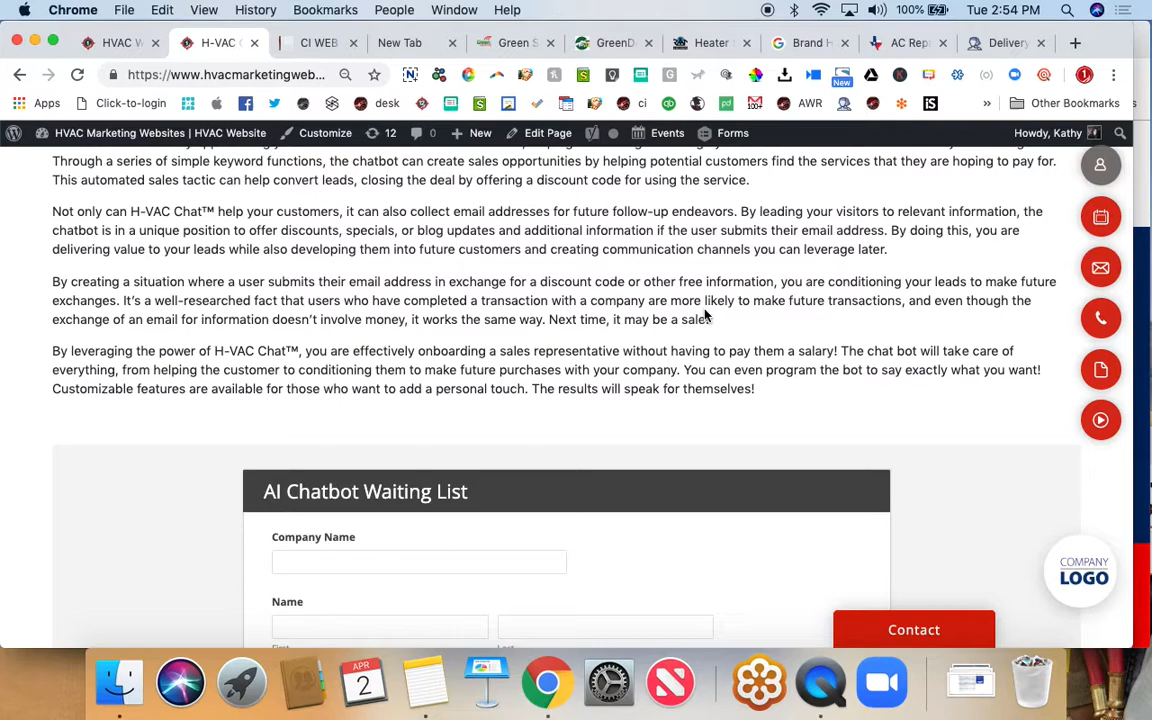 Chrome File Edit View History Bookmarks People Window Help 100% Tue 2:54 PM
HVAC W H-VAC C CI WEB New Tab Green S GreenD Heater Brand H AC Rep Delivery
https://www.hvacmarketingweb... New
Apps Click-to-login desk ci 100+ AWR iS » Other Bookmarks
HVAC Marketing Websites | HVAC Website Customize 12 0 New Edit Page Events Forms Howdy, Kathy
Through a series of simple keyword functions, the chatbot can create sales opportunities by helping potential customers find the services that they are hoping to pay for.
This automated sales tactic can help convert leads, closing the deal by offering a discount code for using the service.
Not only can H-VAC Chat™ help your customers, it can also collect email addresses for future follow-up endeavors. By leading your visitors to relevant information, the
chatbot is in a unique position to offer discounts, specials, or blog updates and additional information if the user submits their email address. By doing this, you are
delivering value to your leads while also developing them into future customers and creating communication channels you can leverage later.
By creating a situation where a user submits their email address in exchange for a discount code or other free information, you are conditioning your leads to make future
exchanges. It's a well-researched fact that users who have completed a transaction with a company are more likely to make future transactions, and even though the
exchange of an email for information doesn't involve money, it works the same way. Next time, it may be a sale.
By leveraging the power of H-VAC Chat™, you are effectively onboarding a sales representative without having to pay them a salary! The chat bot will take care of
everything, from helping the customer to conditioning them to make future purchases with your company. You can even program the bot to say exactly what you want!
Customizable features are available for those who want to add a personal touch. The results will speak for themselves!
AI Chatbot Waiting List
Company Name
Name
COMPANY
LOGO
Contact
APR
2